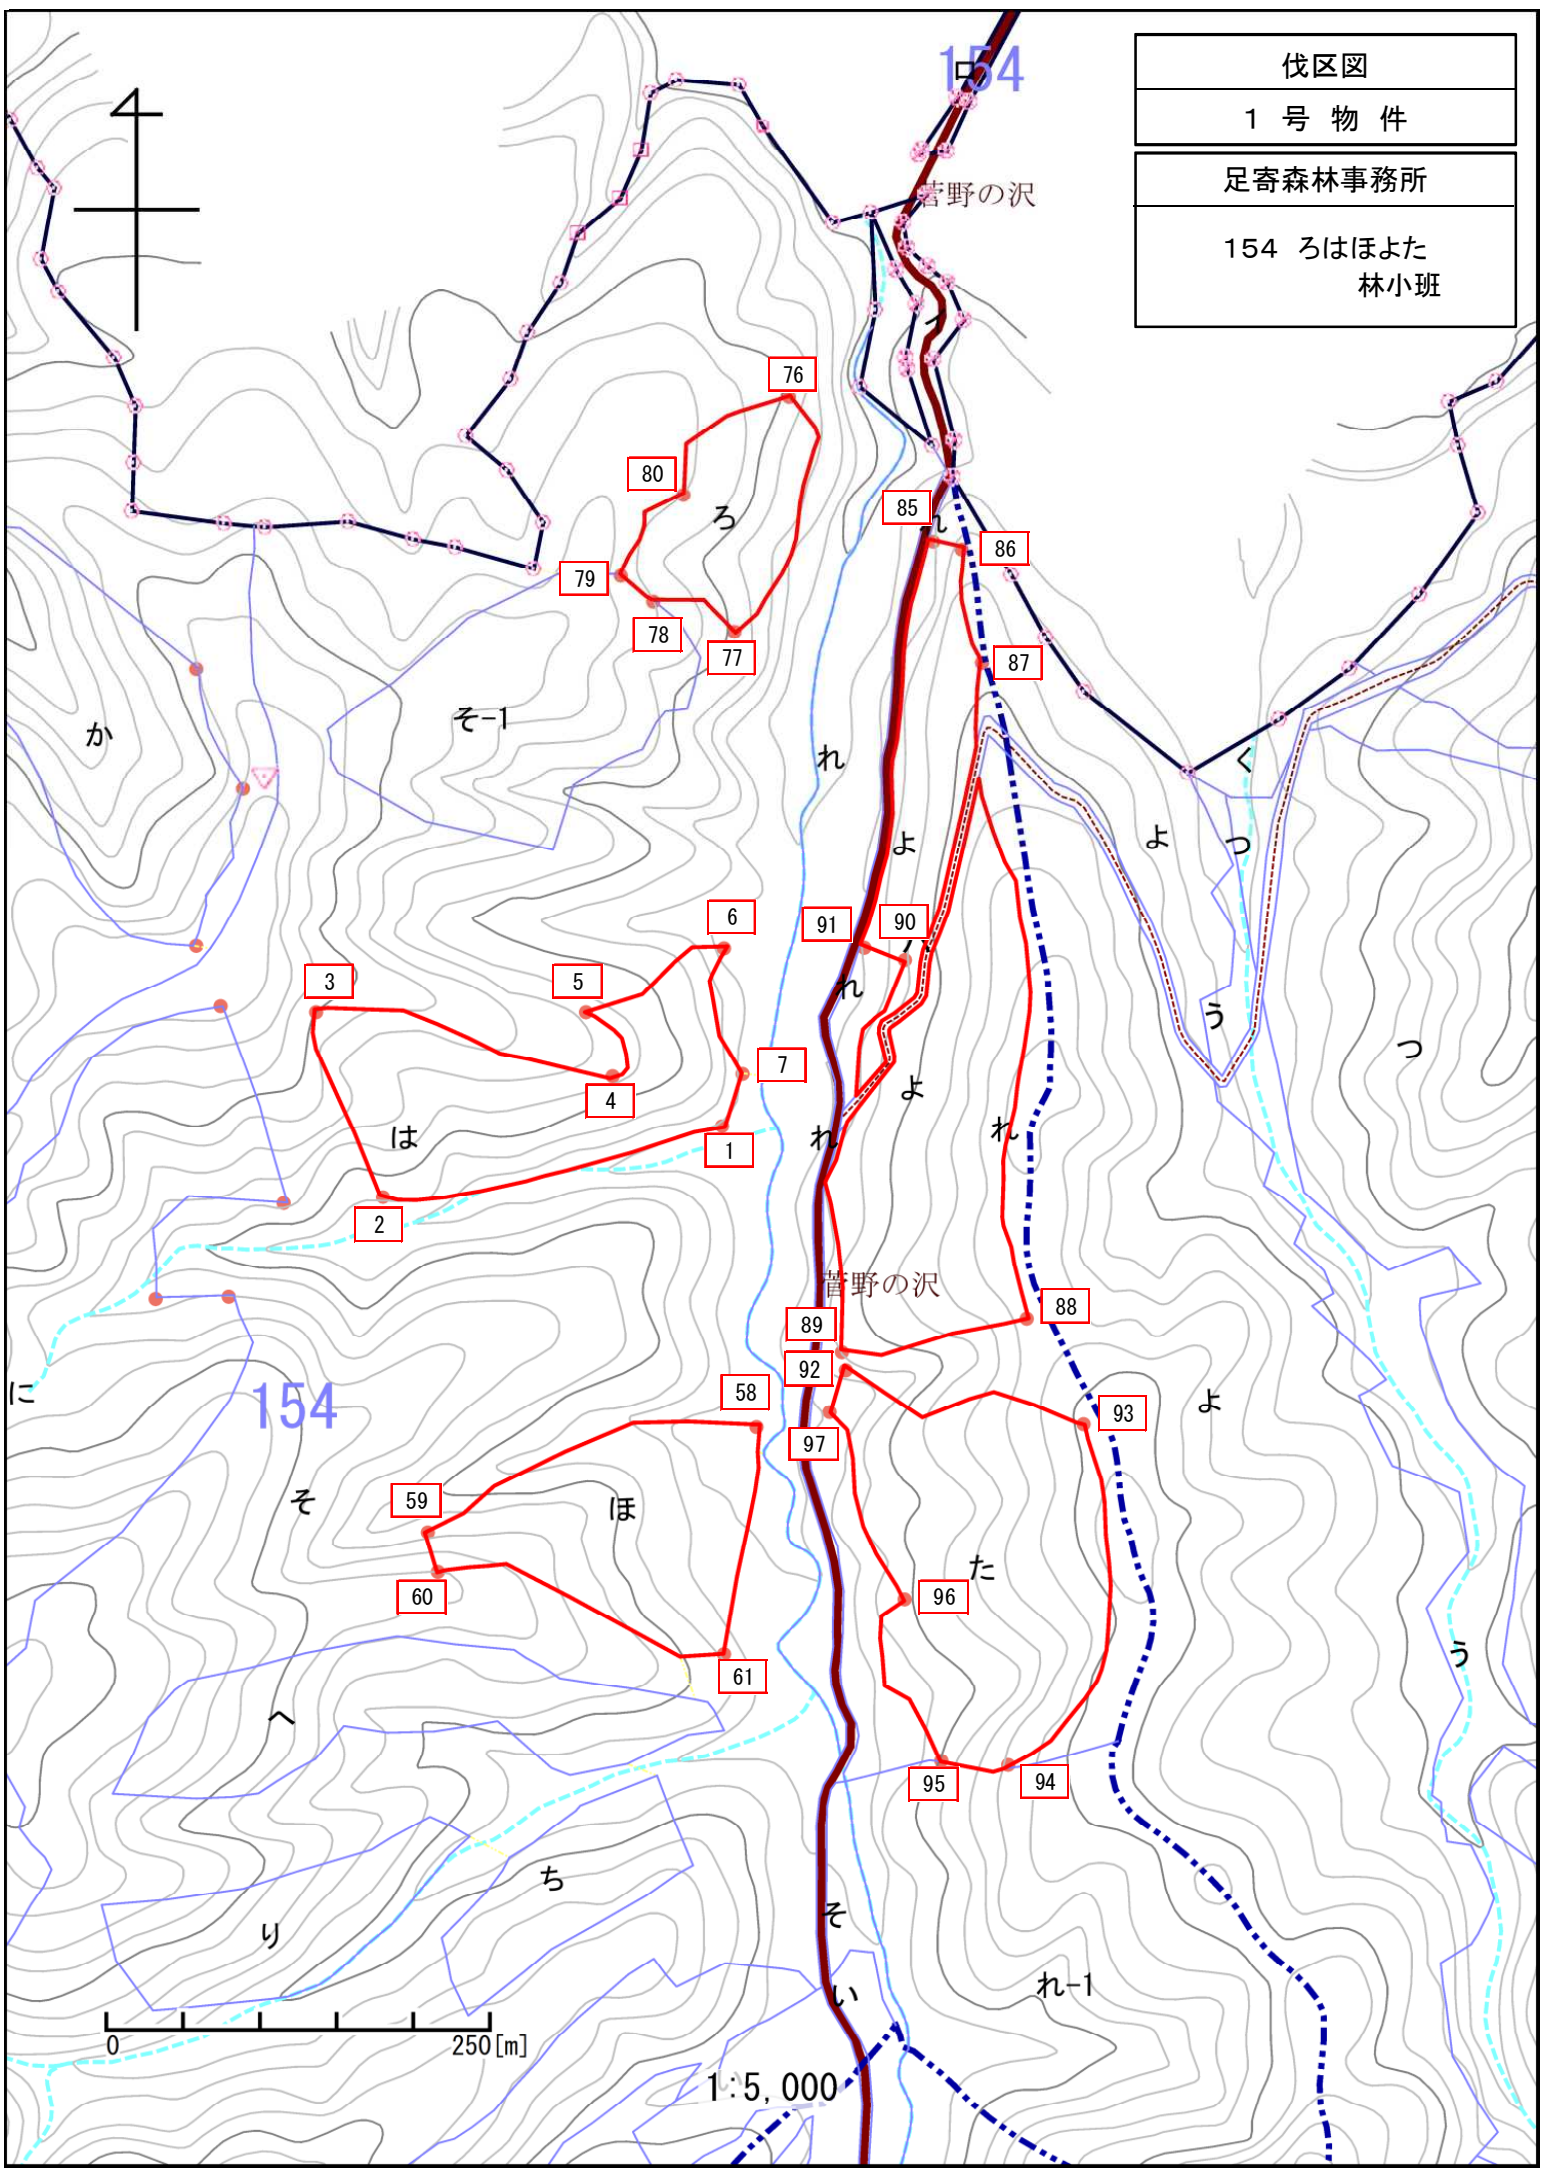 154
ロ
伐区図
1 号 物 件
足寄森林事務所
154 ろはほよた
林小班
菅野の沢
イ
76
80
ろ
85
れ
86
79
78
77
87
か
そ-1
れ
く
よ
よ
つ
6
91
90
ハ
3
5
れ
う
つ
7
4
よ
は
れ
れ
1
2
菅野の沢
88
89
92
に
154
58
93
よ
97
そ
59
ほ
た
60
96
う
61
へ
95
94
ち
り
そ
れ-1
い
0
250[m]
1:5,000